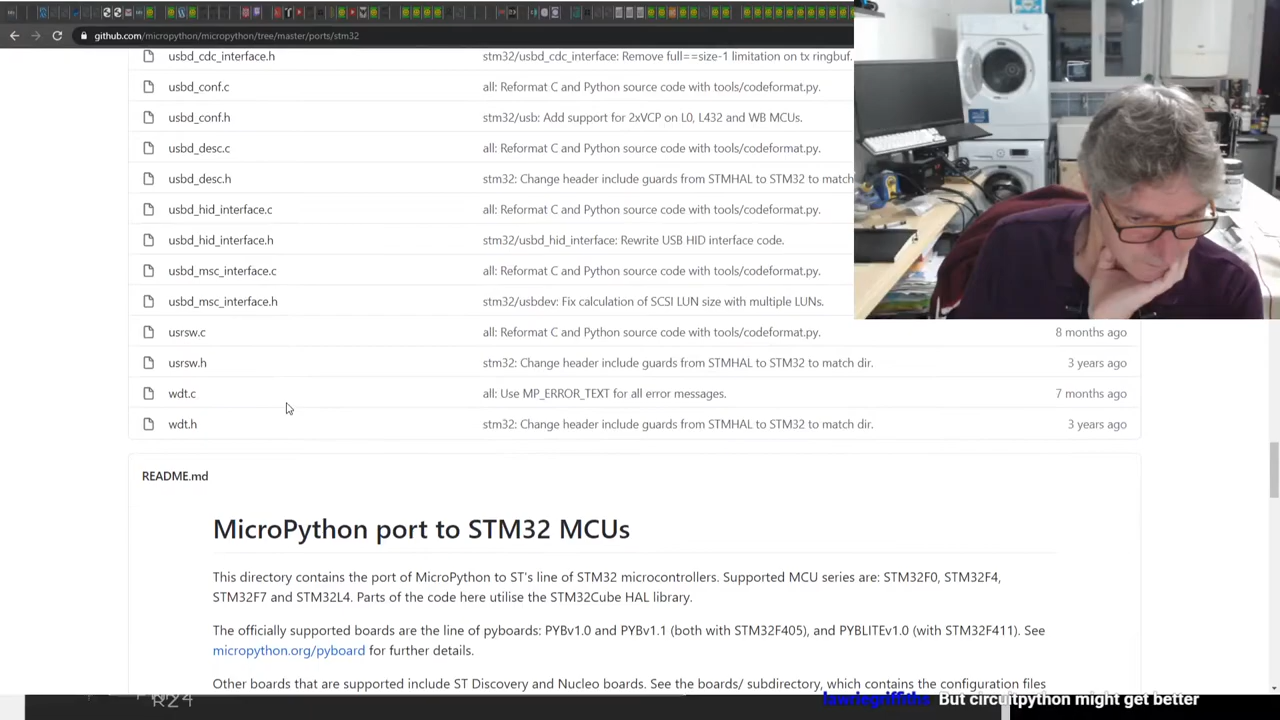 github.com/micropython/micropython/tree/master/ports/stm32
usbd_cdc_interface.h stm32/usbd_cdc_interface: Remove full==size-1 limitation on tx ringbuf.
usbd_conf.c all: Reformat C and Python source code with tools/codeformat.py.
usbd_conf.h stm32/usb: Add support for 2xVCP on L0, L432 and WB MCUs.
usbd_desc.c all: Reformat C and Python source code with tools/codeformat.py.
usbd_desc.h stm32: Change header include guards from STMHAL to STM32 to match
usbd_hid_interface.c all: Reformat C and Python source code with tools/codeformat.py.
usbd_hid_interface.h stm32/usbd_hid_interface: Rewrite USB HID interface code.
usbd_msc_interface.c all: Reformat C and Python source code with tools/codeformat.py.
usbd_msc_interface.h stm32/usbdev: Fix calculation of SCSI LUN size with multiple LUNs.
usrsw.c all: Reformat C and Python source code with tools/codeformat.py. 8 months ago
usrsw.h stm32: Change header include guards from STMHAL to STM32 to match dir. 3 years ago
wdt.c all: Use MP_ERROR_TEXT for all error messages. 7 months ago
wdt.h stm32: Change header include guards from STMHAL to STM32 to match dir. 3 years ago
README.md
MicroPython port to STM32 MCUs
This directory contains the port of MicroPython to ST's line of STM32 microcontrollers. Supported MCU series are: STM32F0, STM32F4,
STM32F7 and STM32L4. Parts of the code here utilise the STM32Cube HAL library.
The officially supported boards are the line of pyboards: PYBv1.0 and PYBv1.1 (both with STM32F405), and PYBLITEv1.0 (with STM32F411). See
micropython.org/pyboard for further details.
Other boards that are supported include ST Discovery and Nucleo boards. See the boards/ subdirectory, which contains the configuration files
lawriegriffiths But circuitpython might get better